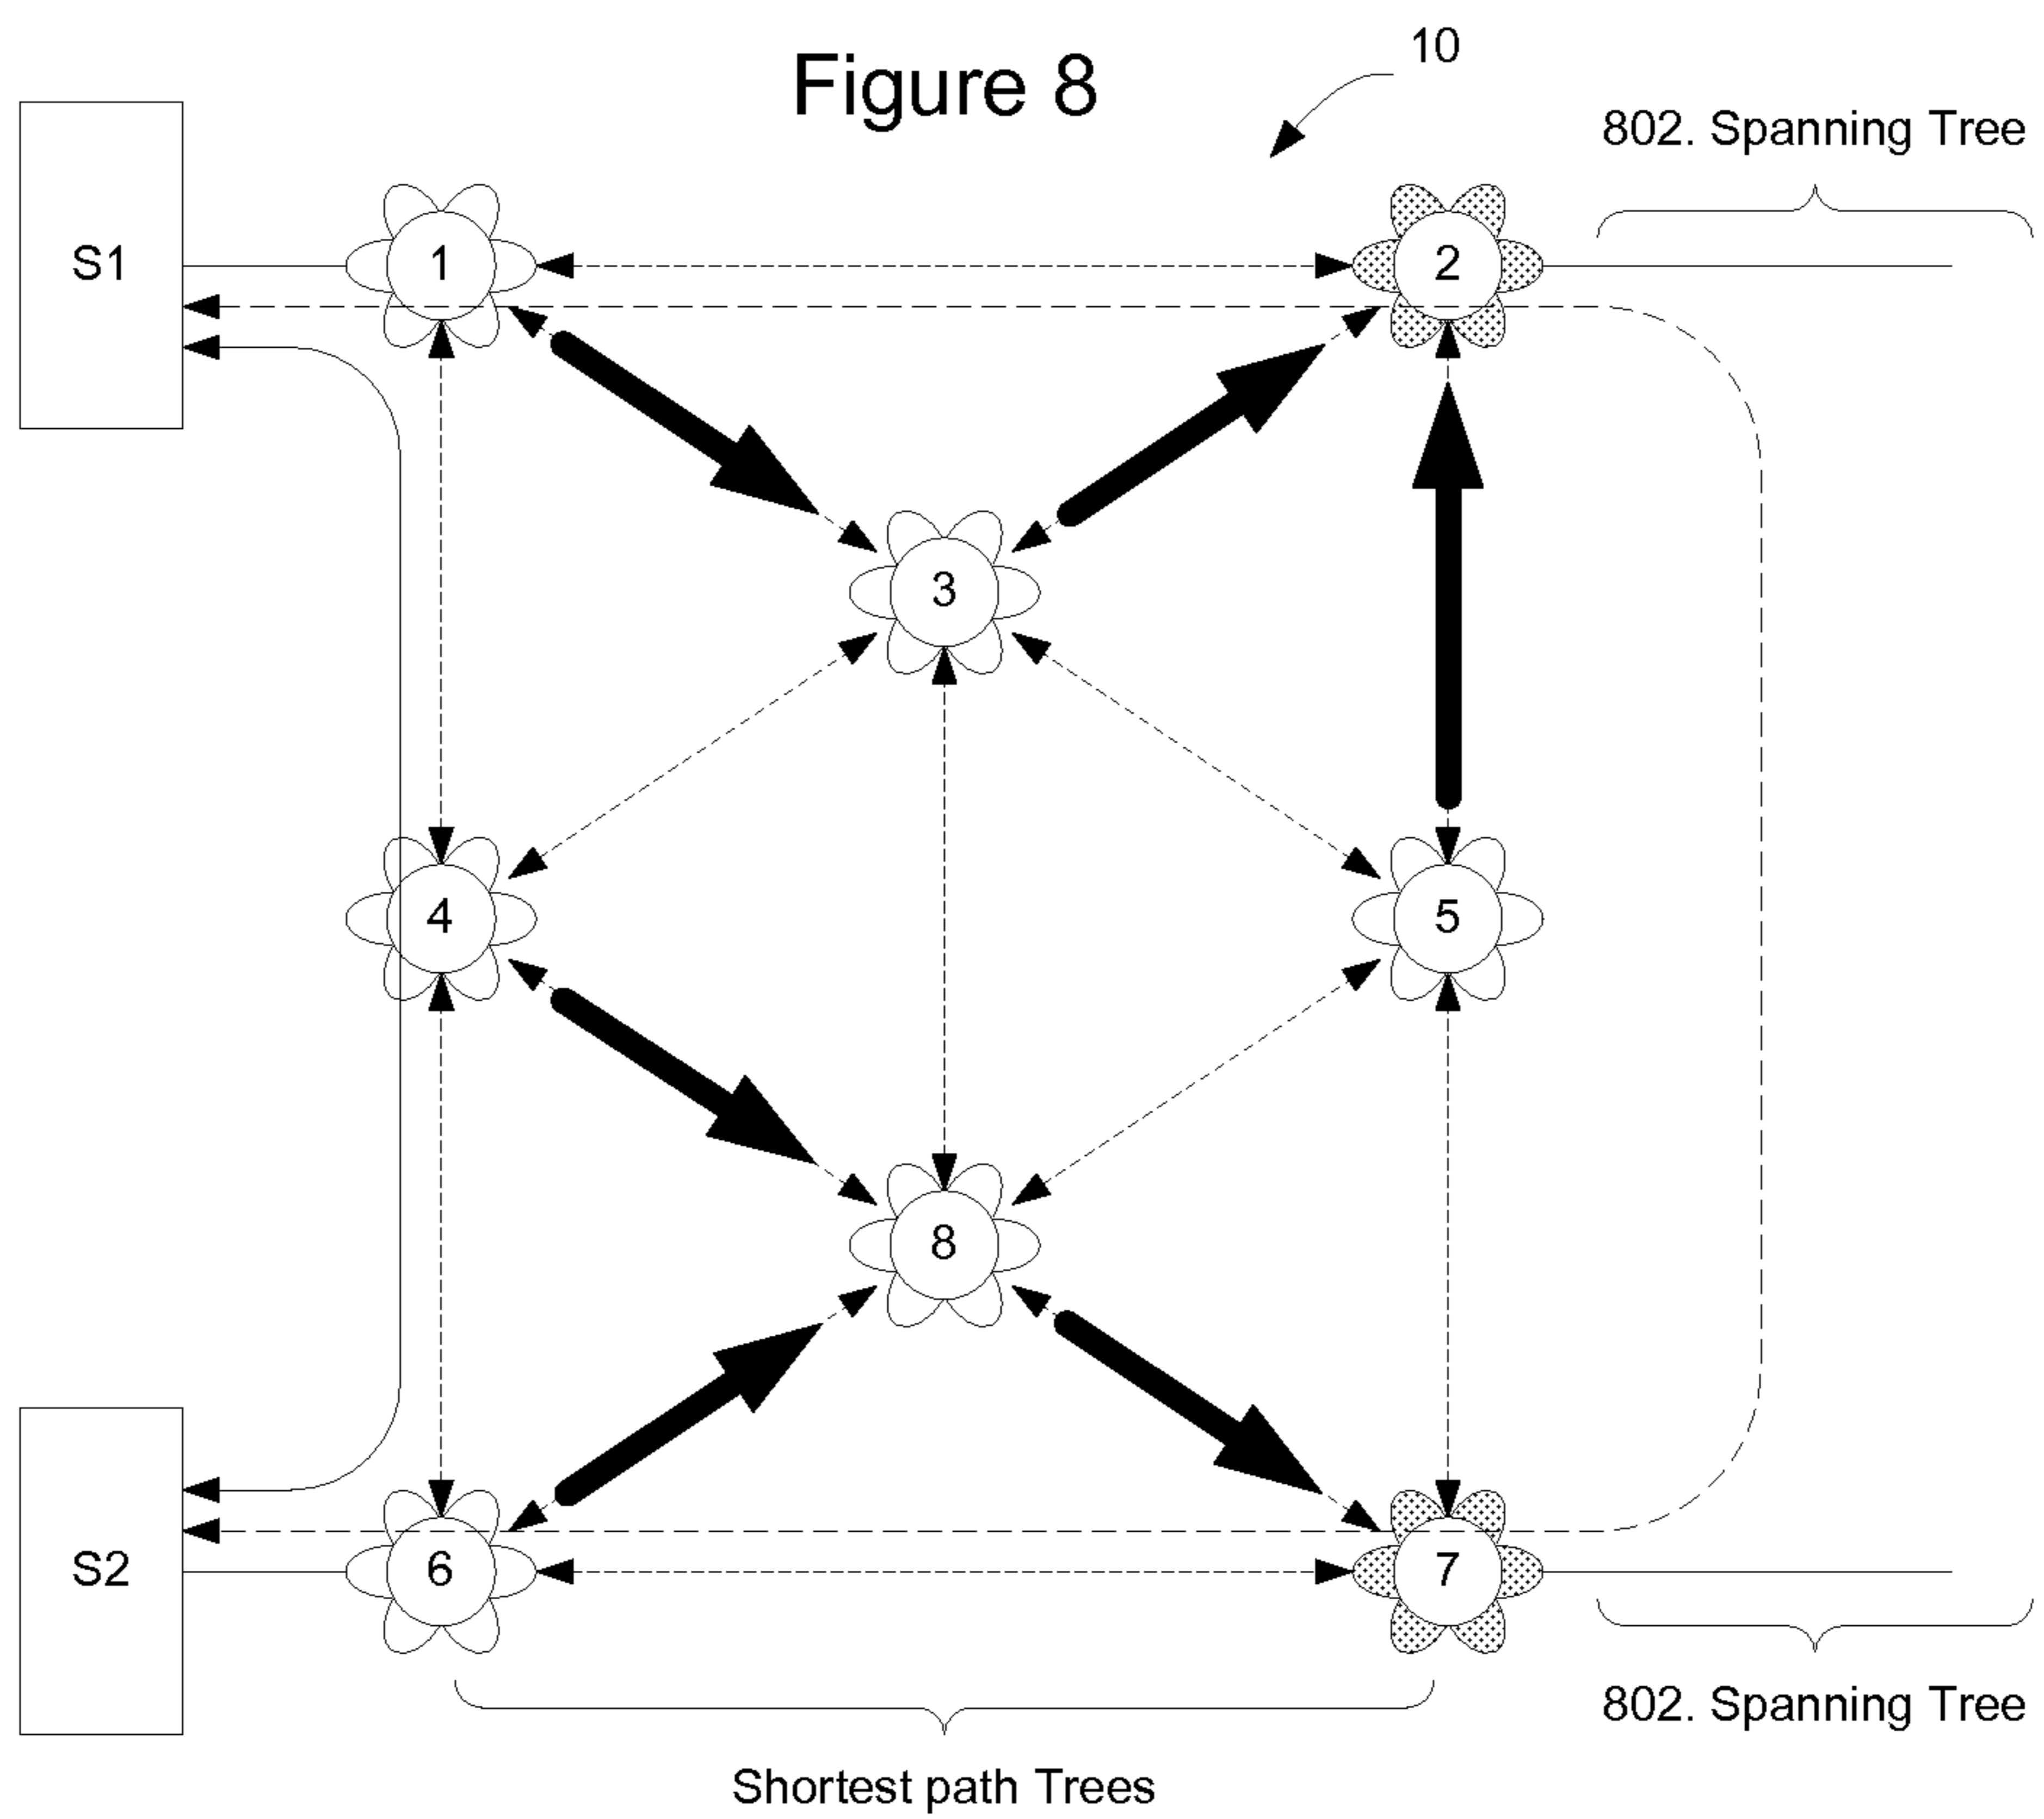 Figure 8
10
802. Spanning Tree
S1
1
2
3
4
5
8
S2
6
7
802. Spanning Tree
Shortest path Trees